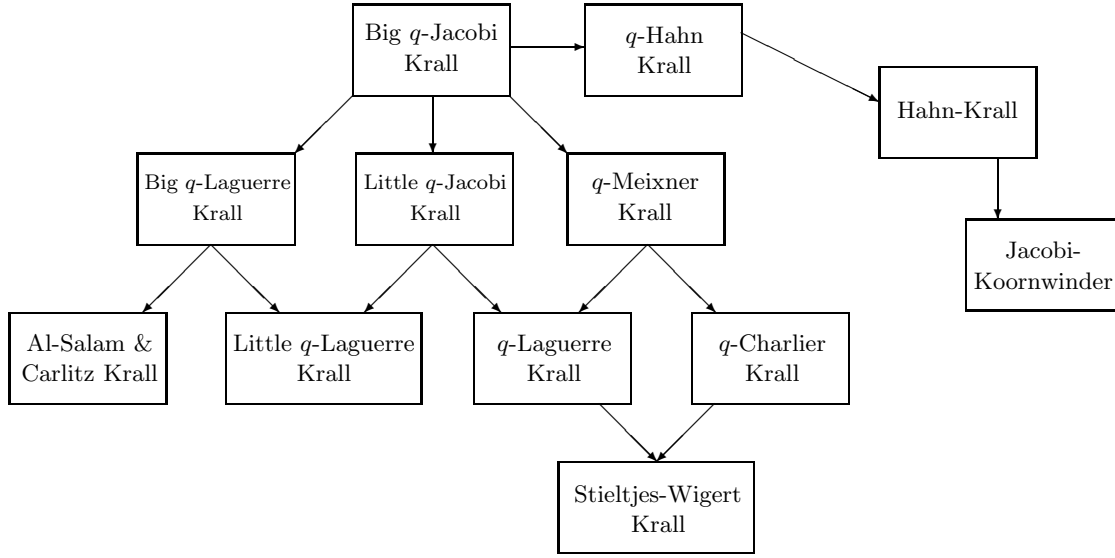 Big q-Jacobi
Krall
q-Hahn
Krall
Hahn-Krall
Big q-Laguerre
Krall
Little q-Jacobi
Krall
q-Meixner
Krall
Jacobi-
Koornwinder
Al-Salam &
Carlitz Krall
Little q-Laguerre
Krall
q-Laguerre
Krall
q-Charlier
Krall
Stieltjes-Wigert
Krall